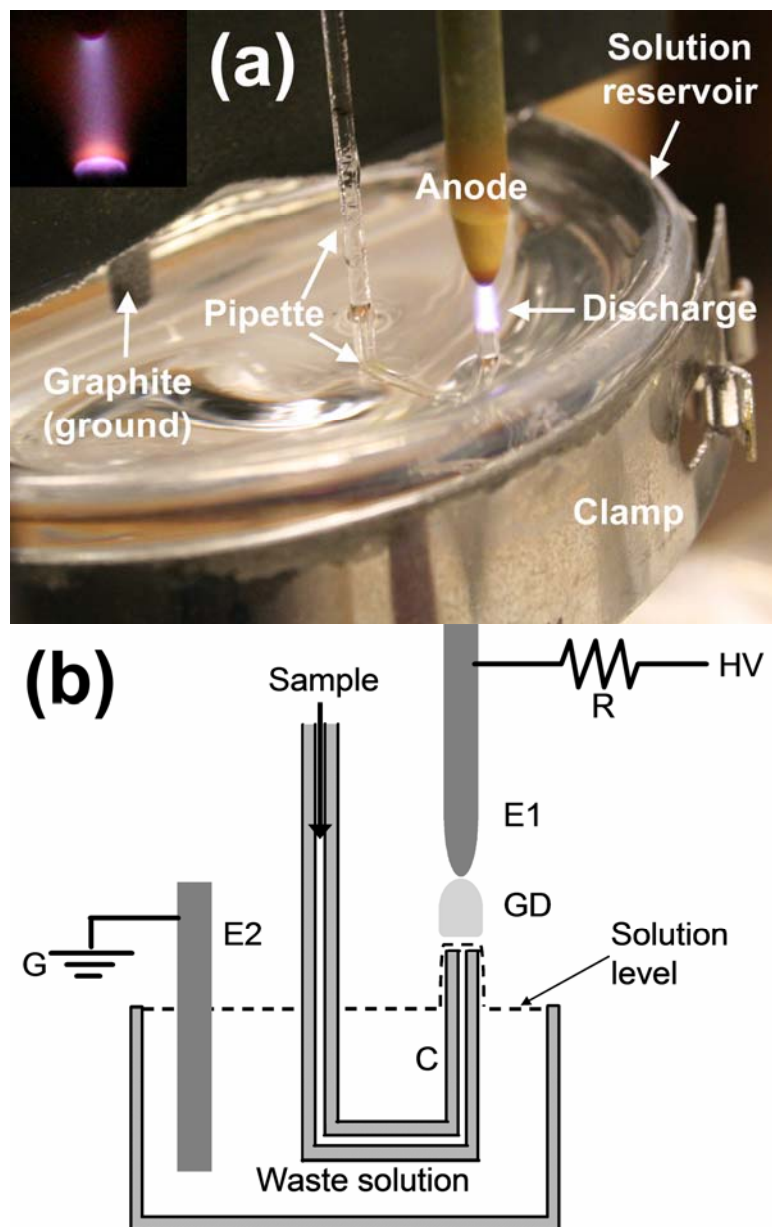 (a)
Solution
reservoir
Anode
Pipette
Discharge
Graphite
(ground)
Clamp
(b)
Sample
HV
R
E1
GD
E2
Solution
level
G
C
Waste solution